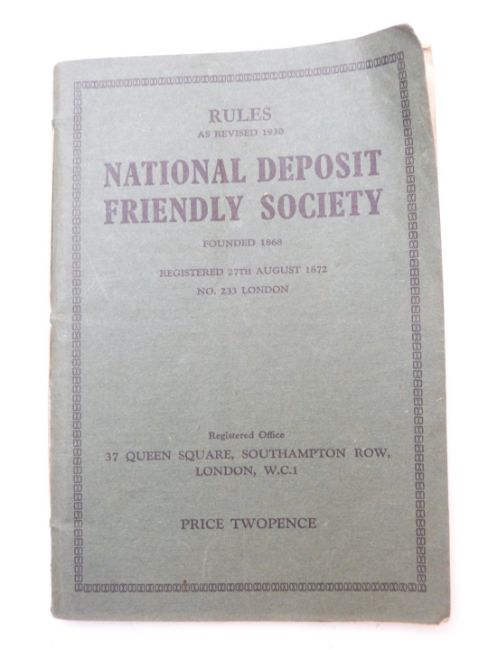 RULES
AS REVISED 1930
NATIONAL DEPOSIT
FRIENDLY SOCIETY
FOUNDED 1868
REGISTERED 27TH AUGUST 1872
NO. 233 LONDON
Registered Office
37 QUEEN SQUARE, SOUTHAMPTON ROW,
LONDON, W.C.1
PRICE TWOPENCE